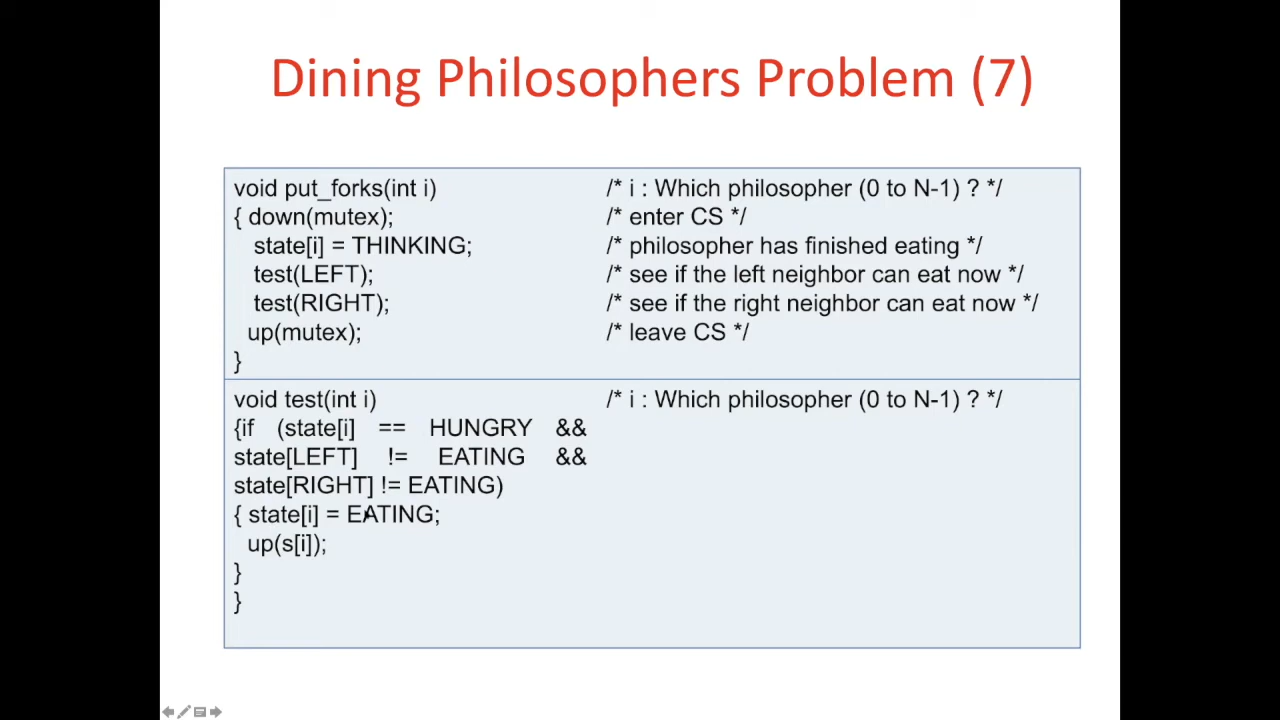 Dining Philosophers Problem (7)
void put_forks(int i) /* i : Which philosopher (0 to N-1) ? */
{ down(mutex); /* enter CS */
state[i] = THINKING; /* philosopher has finished eating */
test(LEFT); /* see if the left neighbor can eat now */
test(RIGHT); /* see if the right neighbor can eat now */
up(mutex); /* leave CS */
}
void test(int i) /* i : Which philosopher (0 to N-1) ? */
{if (state[i] == HUNGRY &&
state[LEFT] != EATING &&
state[RIGHT] != EATING)
{ state[i] = EATING;
up(s[i]);
}
}